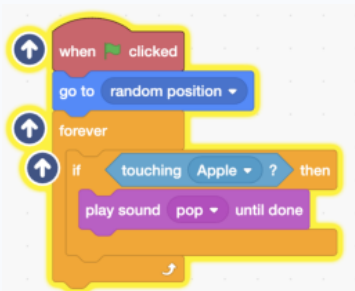 when clicked
go to random position
forever
if touching Apple ? then
play sound pop until done